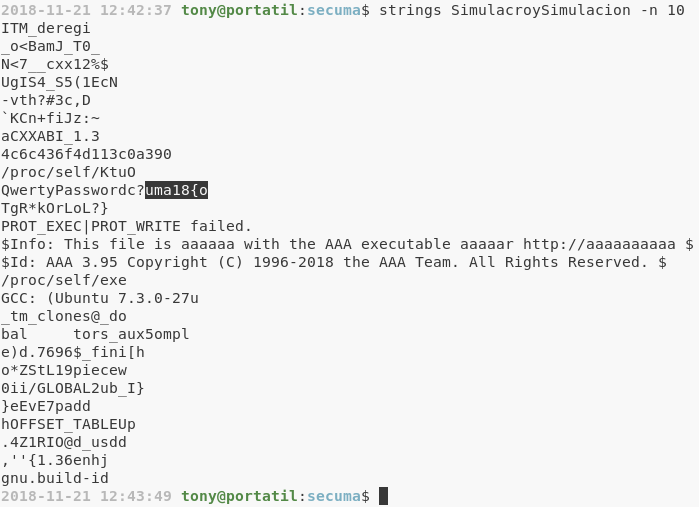 2018-11-21 12:42:37 tony@portatil:secuma$ strings SimulacroySimulacion -n 10
ITM_deregi
_o<BamJ_T0_
N<7__cxx12%$
UgIS4_S5(1EcN
-vth?#3c,D
`KCn+fiJz:~
aCXXABI_1.3
4c6c436f4d113c0a390
/proc/self/KtuO
QwertyPasswordc?uma18{o
TgR*kOrLoL?}
PROT_EXEC|PROT_WRITE failed.
$Info: This file is aaaaaa with the AAA executable aaaaar http://aaaaaaaaaa $
$Id: AAA 3.95 Copyright (C) 1996-2018 the AAA Team. All Rights Reserved. $
/proc/self/exe
GCC: (Ubuntu 7.3.0-27u
_tm_clones@_do
bal     tors_aux5ompl
e)d.7696$_fini[h
o*ZStL19piecew
0ii/GLOBAL2ub_I}
}eEvE7padd
hOFFSET_TABLEUp
.4Z1RIO@d_usdd
,''{1.36enhj
gnu.build-id
2018-11-21 12:43:49 tony@portatil:secuma$